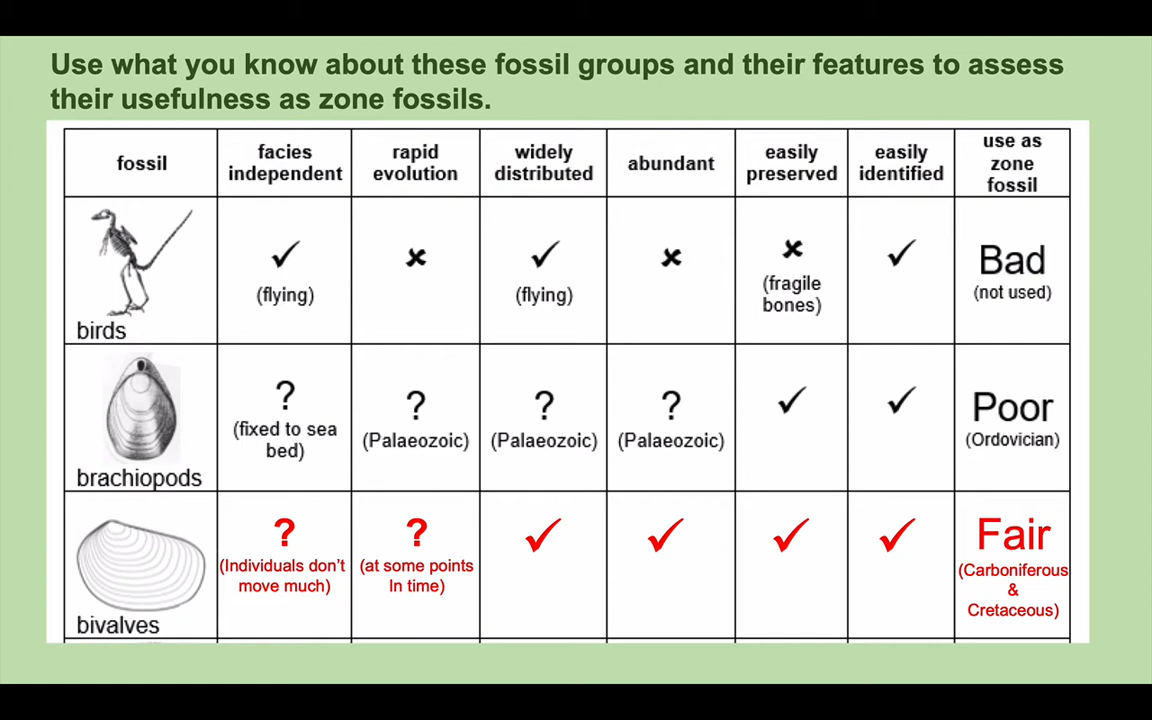 Use what you know about these fossil groups and their features to assess
their usefulness as zone fossils.
fossil
facies
independent
rapid
evolution
widely
distributed
abundant
easily
preserved
easily
identified
use as
zone
fossil
birds
✓
(flying)
×
✓
(flying)
×
×
(fragile
bones)
✓
Bad
(not used)
brachiopods
?
(fixed to sea
bed)
?
(Palaeozoic)
?
(Palaeozoic)
?
(Palaeozoic)
✓
✓
Poor
(Ordovician)
bivalves
?
(Individuals don't
move much)
?
(at some points
In time)
✓
✓
✓
✓
Fair
(Carboniferous
&
Cretaceous)